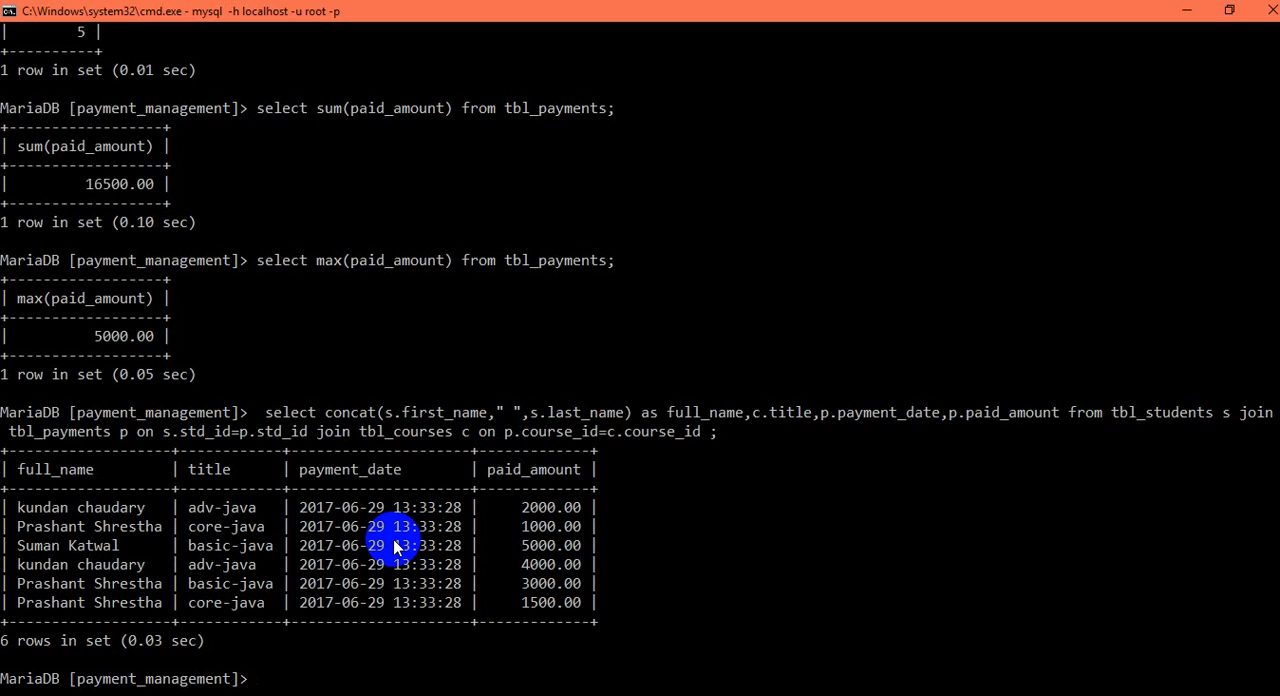 C:\Windows\system32\cmd.exe - mysql -h localhost -u root -p
|        5 |
+----------+
1 row in set (0.01 sec)

MariaDB [payment_management]> select sum(paid_amount) from tbl_payments;
+------------------+
| sum(paid_amount) |
+------------------+
|         16500.00 |
+------------------+
1 row in set (0.10 sec)

MariaDB [payment_management]> select max(paid_amount) from tbl_payments;
+------------------+
| max(paid_amount) |
+------------------+
|          5000.00 |
+------------------+
1 row in set (0.05 sec)

MariaDB [payment_management]>  select concat(s.first_name," ",s.last_name) as full_name,c.title,p.payment_date,p.paid_amount from tbl_students s join
 tbl_payments p on s.std_id=p.std_id join tbl_courses c on p.course_id=c.course_id ;
+-------------------+------------+---------------------+-------------+
| full_name         | title      | payment_date        | paid_amount |
+-------------------+------------+---------------------+-------------+
| kundan chaudary   | adv-java   | 2017-06-29 13:33:28 |     2000.00 |
| Prashant Shrestha | core-java  | 2017-06-29 13:33:28 |     1000.00 |
| Suman Katwal      | basic-java | 2017-06-29 13:33:28 |     5000.00 |
| kundan chaudary   | adv-java   | 2017-06-29 13:33:28 |     4000.00 |
| Prashant Shrestha | basic-java | 2017-06-29 13:33:28 |     3000.00 |
| Prashant Shrestha | core-java  | 2017-06-29 13:33:28 |     1500.00 |
+-------------------+------------+---------------------+-------------+
6 rows in set (0.03 sec)

MariaDB [payment_management]>